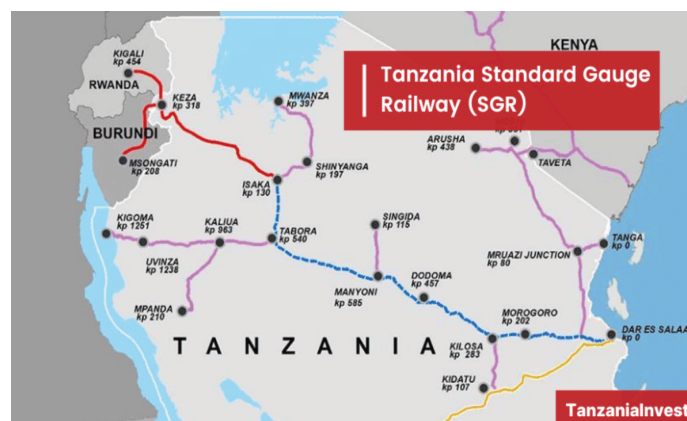 KIGALI
kp 454
RWANDA
KEZA
kp 318
BURUNDI
MSONGATI
kp 208
MWANZA
kp 397
KENYA
Tanzania Standard Gauge
Railway (SGR)
ARUSHA
kp 438
TAVETA
SHINYANGA
kp 197
ISAKA
kp 130
KIGOMA
kp 1251
UVINZA
kp 1238
KALIUA
kp 963
TABORA
kp 540
SINGIDA
kp 115
TANGA
kp 0
MRUAZI JUNCTION
kp 80
MPANDA
kp 210
MANYONI
kp 585
DODOMA
kp 457
MOROGORO
kp 202
DAR ES SALAA
kp 0
TANZANIA
KILOSA
kp 283
KIDATU
kp 107
TanzaniaInvest